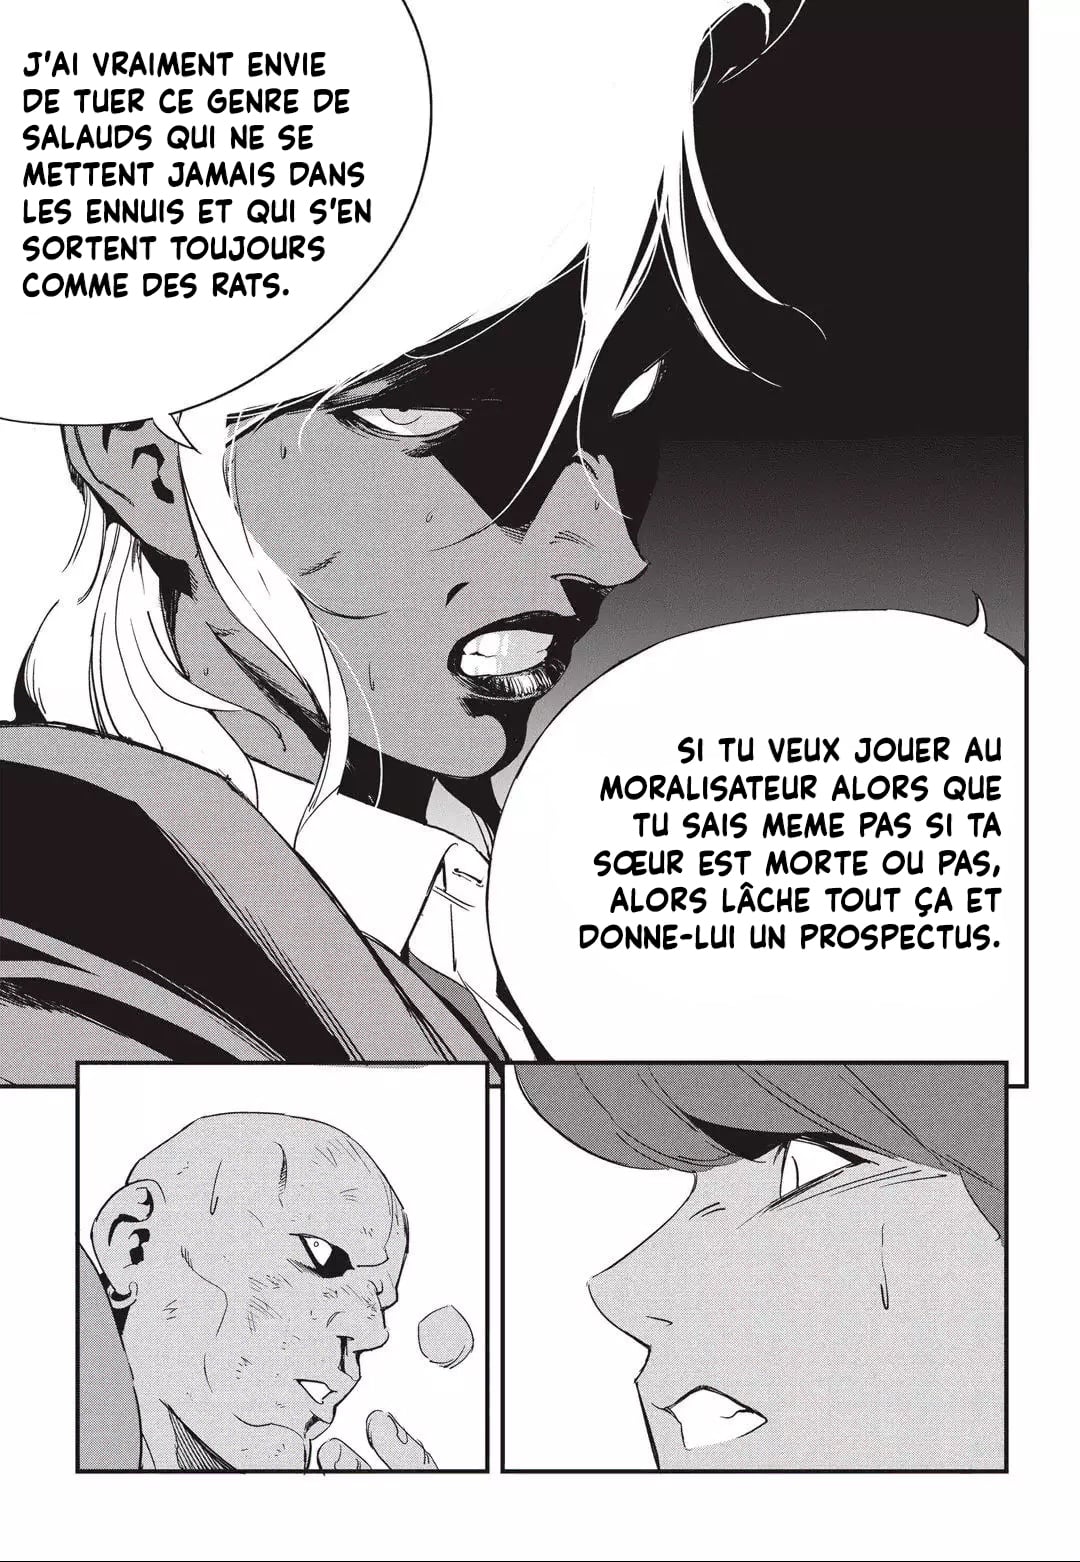 J'AI VRAIMENT ENVIE
DE TUER CE GENRE DE
SALAUDS QUI NE SE
METTENT JAMAIS DANS
LES ENNUIS ET QUI S'EN
SORTENT TOUJOURS
COMME DES RATS.
SI TU VEUX JOUER AU
MORALISATEUR ALORS QUE
TU SAIS MEME PAS SI TA
SŒUR EST MORTE OU PAS,
ALORS LÂCHE TOUT ÇA ET
DONNE-LUI UN PROSPECTUS.